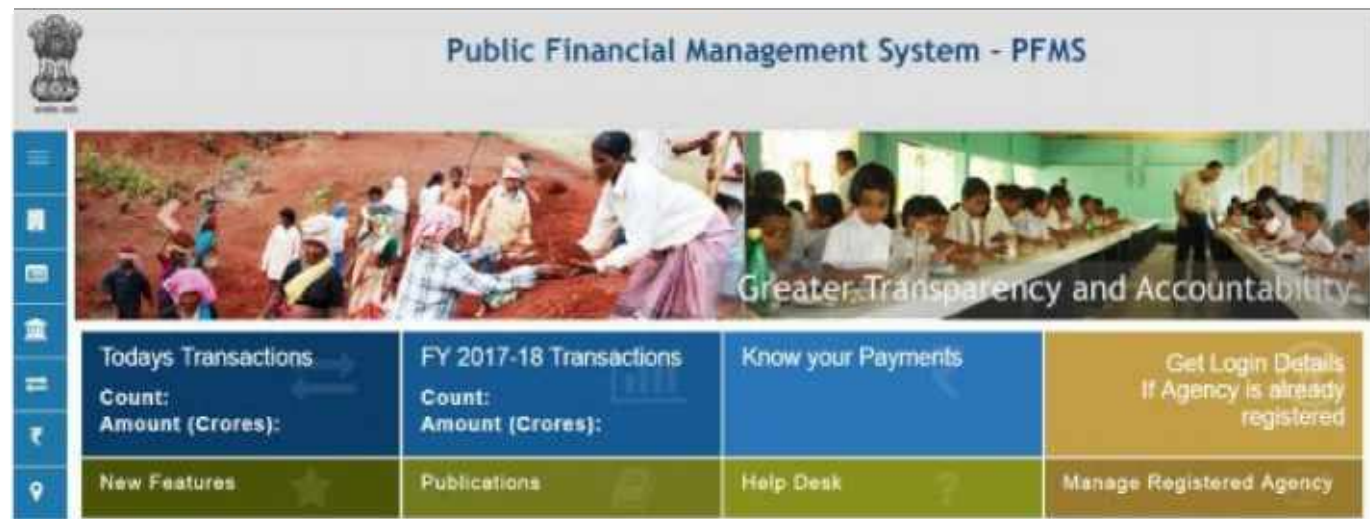 Public Financial Management System - PFMS
Greater Transparency and Accountability
Todays Transactions
Count:
Amount (Crores):
FY 2017-18 Transactions
Count:
Amount (Crores):
Know your Payments
Get Login Details
If Agency is already
registered
New Features
Publications
Help Desk
Manage Registered Agency